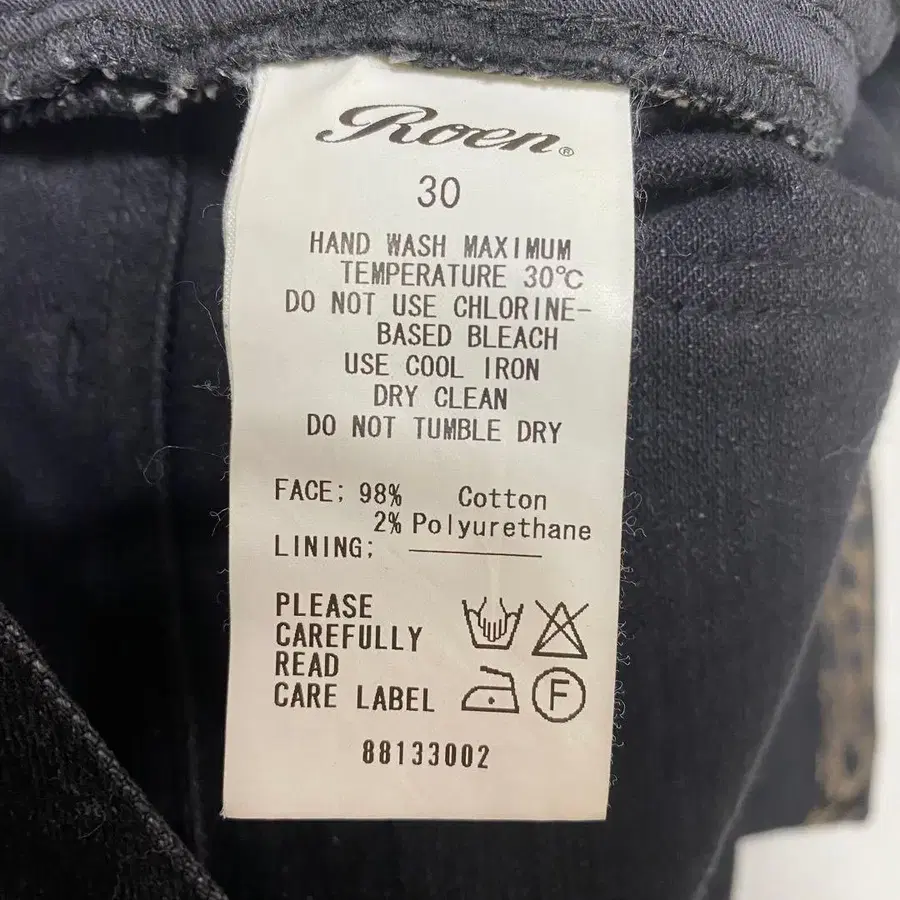 Roen®
30
HAND WASH MAXIMUM
TEMPERATURE 30℃
DO NOT USE CHLORINE-
BASED BLEACH
USE COOL IRON
DRY CLEAN
DO NOT TUMBLE DRY
FACE; 98% Cotton
2% Polyurethane
LINING;
PLEASE
CAREFULLY
READ
CARE LABEL
F
88133002